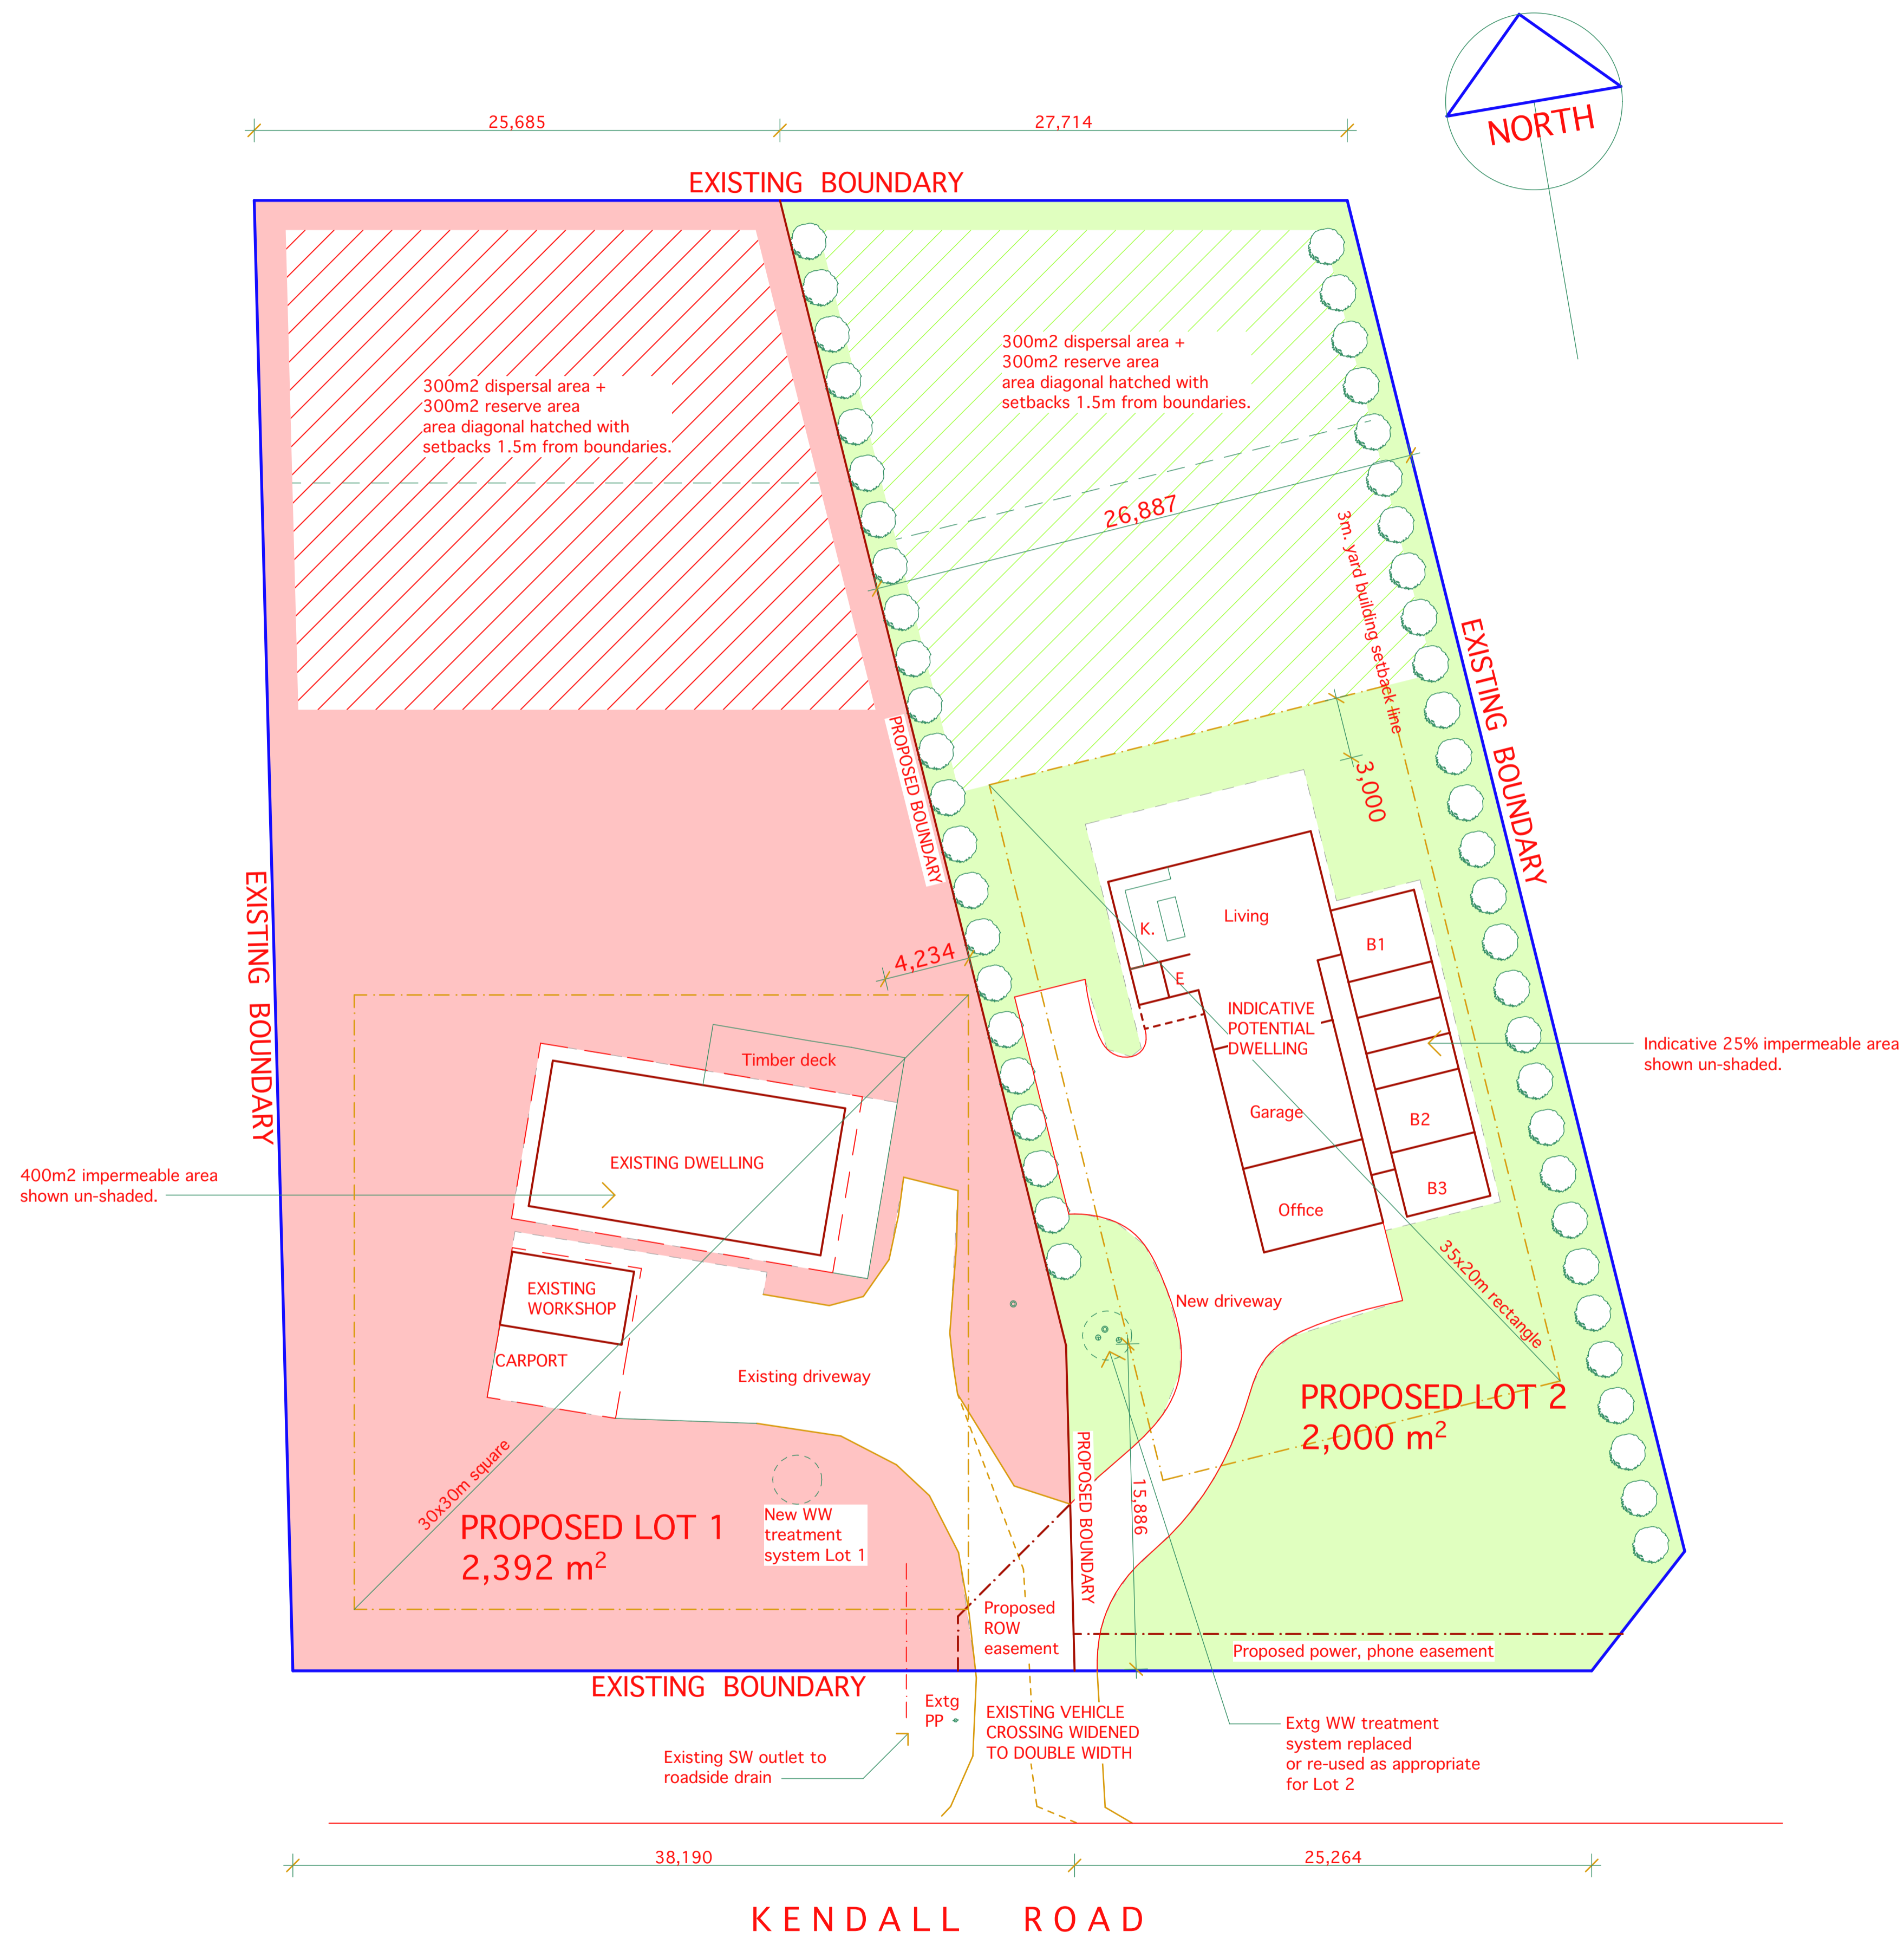 NORTH
25,685
27,714
EXISTING BOUNDARY
300m2 dispersal area +
300m2 reserve area
area diagonal hatched with
setbacks 1.5m from boundaries.
300m2 dispersal area +
300m2 reserve area
area diagonal hatched with
setbacks 1.5m from boundaries.
26,887
3m. yard building setback line
EXISTING BOUNDARY
PROPOSED BOUNDARY
3,000
EXISTING BOUNDARY
4,234
K.
Living
B1
E
INDICATIVE
POTENTIAL
DWELLING
Indicative 25% impermeable area
shown un-shaded.
Timber deck
Garage
B2
EXISTING DWELLING
400m2 impermeable area
shown un-shaded.
B3
Office
35x20m rectangle
EXISTING
WORKSHOP
New driveway
CARPORT
Existing driveway
PROPOSED LOT 2
2,000 m²
30x30m square
PROPOSED BOUNDARY
15,886
PROPOSED LOT 1
2,392 m²
New WW
treatment
system Lot 1
Proposed
ROW
easement
Proposed power, phone easement
EXISTING BOUNDARY
Extg
PP
EXISTING VEHICLE
CROSSING WIDENED
TO DOUBLE WIDTH
Extg WW treatment
system replaced
or re-used as appropriate
for Lot 2
Existing SW outlet to
roadside drain
38,190
25,264
KENDALL ROAD